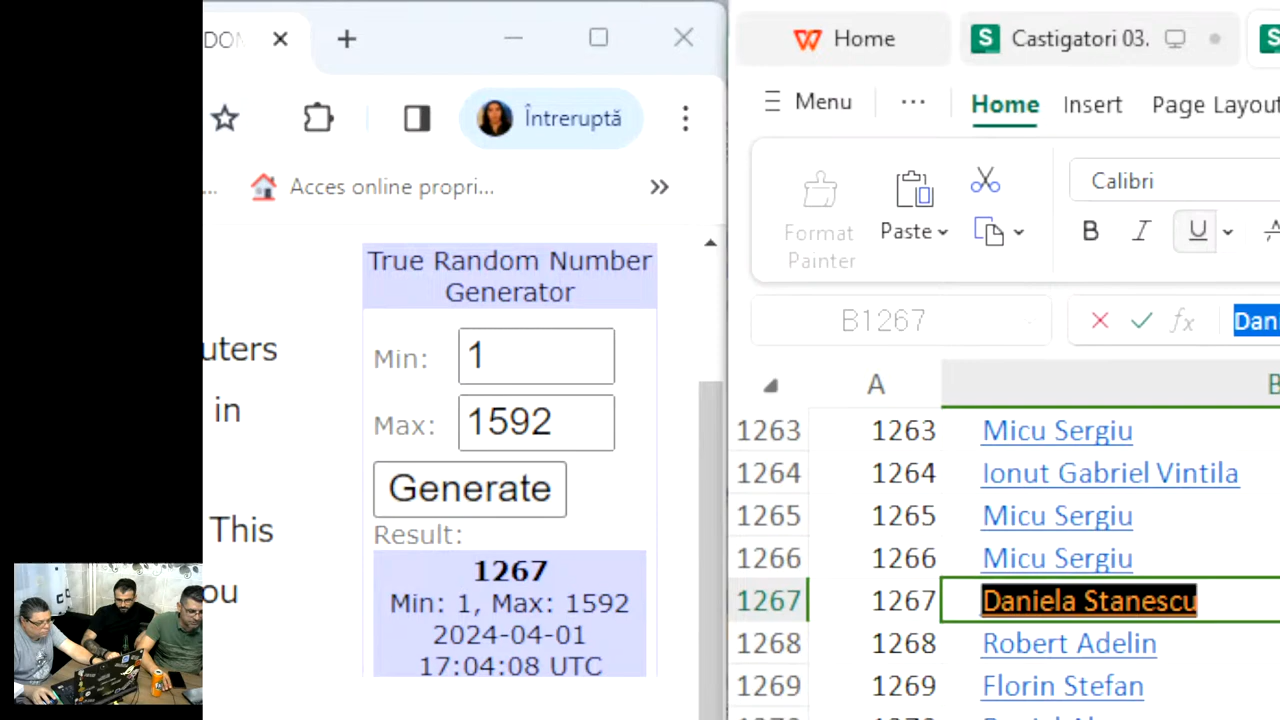 DOM
Întreruptă
...
Acces online propri...
»
True Random Number
Generator
Min: 1
Max: 1592
Generate
Result:
1267
Min: 1, Max: 1592
2024-04-01
17:04:08 UTC
uters
in
This
ou
Home
S Castigatori 03.
S
Menu
...
Home Insert Page Layou
Format
Painter
Paste
Calibri
B I U A
B1267
fx Dani
A B
1263 1263 Micu Sergiu
1264 1264 Ionut Gabriel Vintila
1265 1265 Micu Sergiu
1266 1266 Micu Sergiu
1267 1267 Daniela Stanescu
1268 1268 Robert Adelin
1269 1269 Florin Stefan